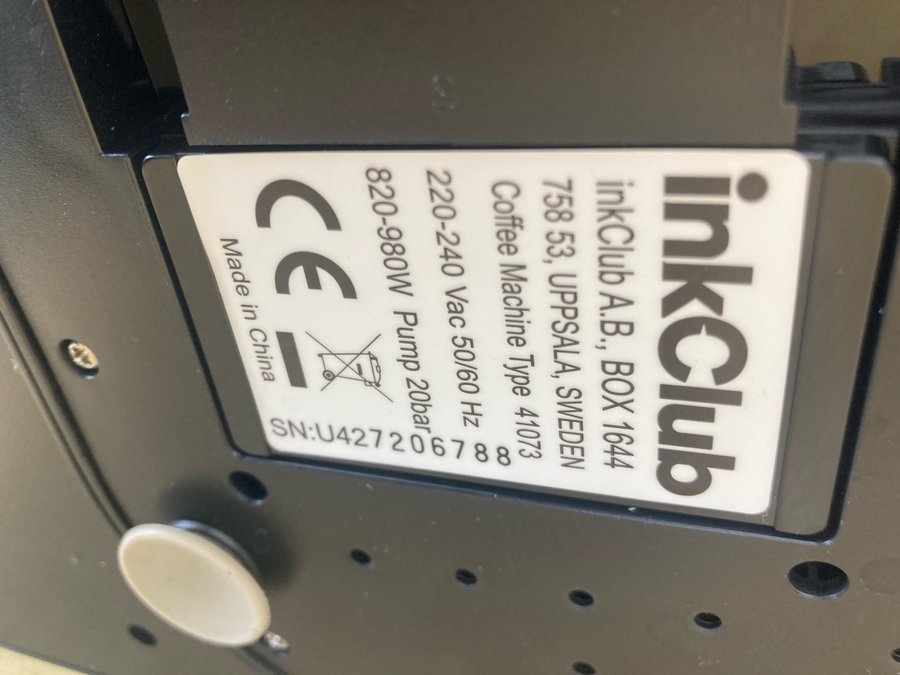 inkClub
inkClub A.B., BOX 1644
758 53, UPPSALA, SWEDEN
Coffee Machine Type 41073
220-240 Vac 50/60 Hz
820-980W Pump 20bar
CE
Made in China
SN:U427206788